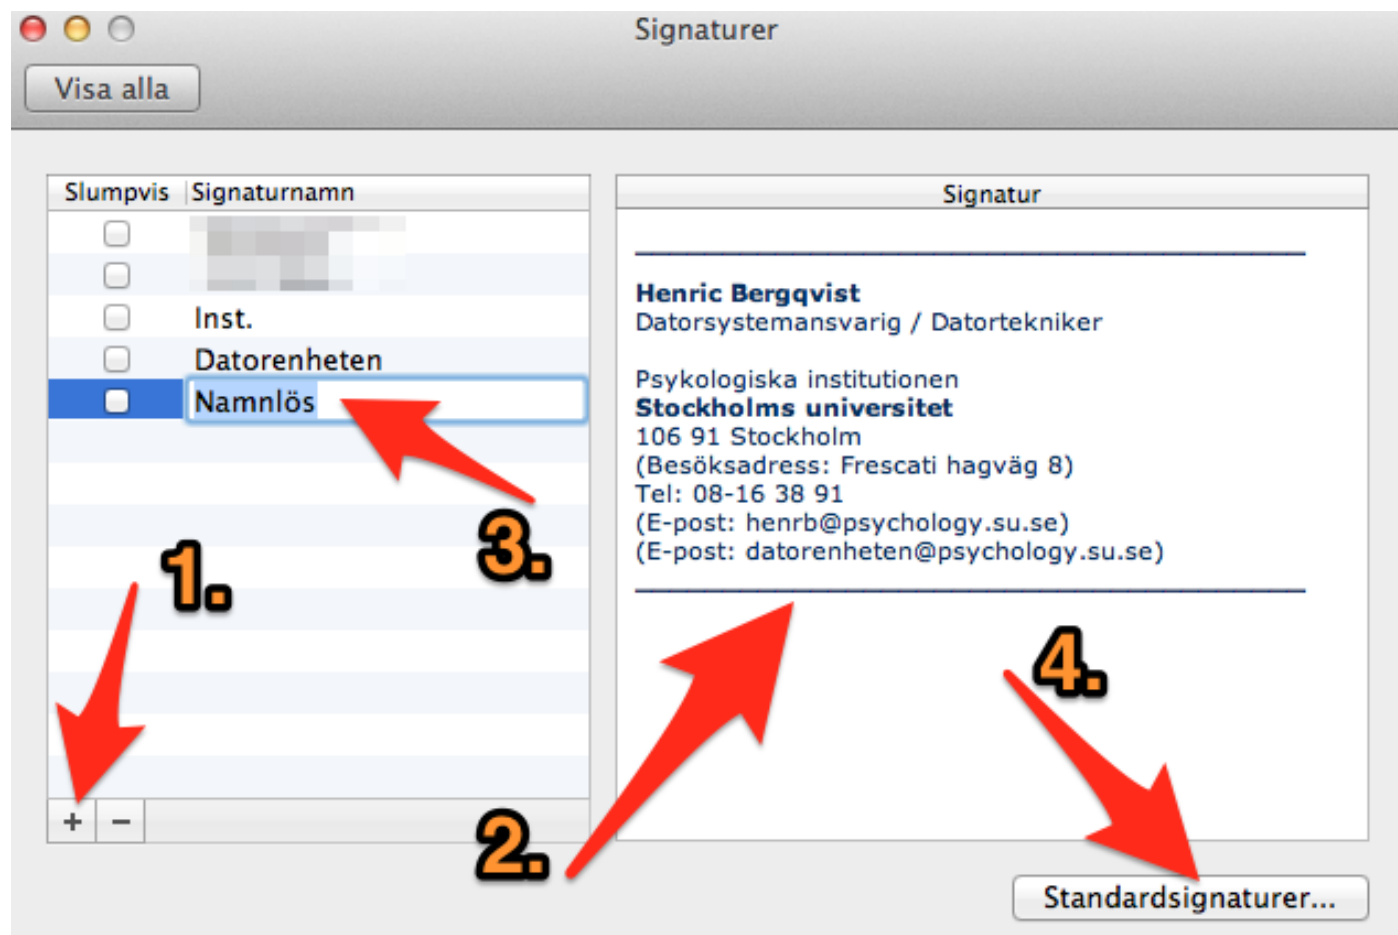 Signaturer
Visa alla
Slumpvis Signaturnamn
Inst.
Datorenheten
Namnlös
3.
1.
+ −
Signatur
Henric Bergqvist
Datorsystemansvarig / Datortekniker
Psykologiska institutionen
Stockholms universitet
106 91 Stockholm
(Besöksadress: Frescati hagväg 8)
Tel: 08-16 38 91
(E-post: henrb@psychology.su.se)
(E-post: datorenheten@psychology.su.se)
4.
2.
Standardsignaturer...